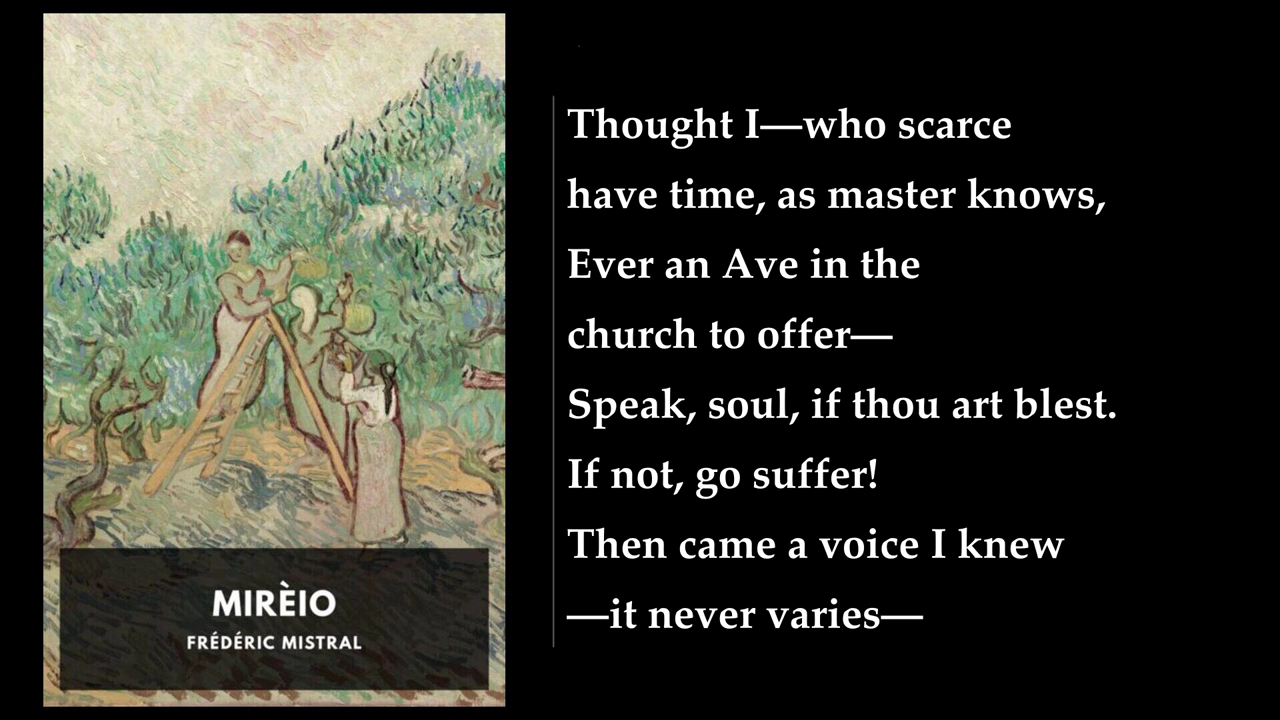 MIRÈIO
FRÉDÉRIC MISTRAL
Thought I—who scarce
have time, as master knows,
Ever an Ave in the
church to offer—
Speak, soul, if thou art blest.
If not, go suffer!
Then came a voice I knew
—it never varies—